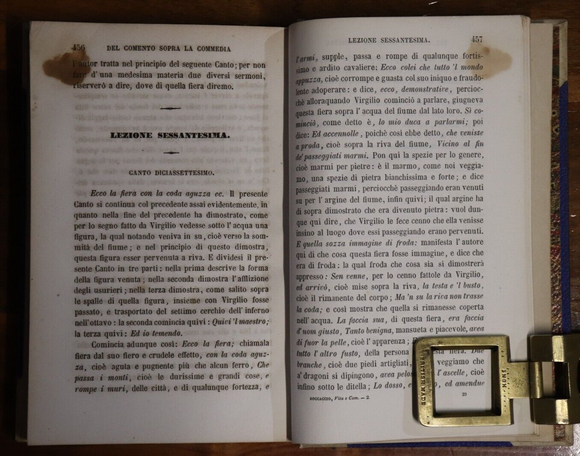 456 DEL COMENTO SOPRA LA COMMEDIA
tratta nel principio del seguente Canto; per non
d'una medesima materia due diversi sermoni,
riserverò a dire, dove di quella fiera diremo.
LEZIONE SESSANTESIMA.
CANTO DICIASSETTESIMO.
Ecco la fiera con la coda aguzza ec. Il presente
Canto si continua col precedente assai evidentemente, in
quanto nella fine del precedente ha dimostrato, come
per lo segno fatto da Virgilio vedesse sotto l'acqua una
figura, la qual notando veniva in su, cioè verso la som-
mità del fiume; e nel principio di questo dimostra,
questa figura esser pervenuta a riva. E dividesi il pre-
sente Canto in tre parti: nella prima descrive la forma
della figura venuta; nella seconda dimostra l'afflizione
degli usurieri; nella terza dimostra, come salito sopra
le spalle di quella figura, insieme con Virgilio fosse
passato, e trasportato del settimo cerchio dell'inferno
nell'ottavo: la seconda comincia quivi: Quivi 'l maestro;
la terza quivi: Ed io temendo.
Comincia adunque così: Ecco la fiera; chiamala
fiera dal suo fiero e crudele effetto, con la coda aguz-
za, cioè aguta e pugnente più che alcun ferro, Che
passa i monti, cioè le durissime e grandi cose, e
rompe i muri, delle città, e di qualunque fortezza, e
LEZIONE SESSANTESIMA. 457
l'armi, supple, passa e rompe di qualunque fortis-
simo e ardito cavaliere: Ecco colei che tutto 'l mondo
appuzza, cioè corrompe e guasta col suo iniquo e fraudo-
lente adoperare: e dice, ecco, demonstratice, percioc-
chè alloraquando Virgilio cominciò a parlare, giugneva
questa fiera sopra l'acqua del fiume dal lato loro. Sì co-
minciò, come detto è, lo mio duca a parlarmi; poi
dice: Ed accennolle, poichè così ebbe detto, che venisse
a proda, cioè sopra la riva del fiume, Vicino al fin
de' passeggiati marmi. Pon qui la spezie per lo genere,
cioè marmi per pietra: è il marmo, come noi veggia-
mo, una spezie di pietra bianchissima e forte; e dice
passeggiati marmi, perciocchè passeggiando eran venuti
su per l'argine del fiume, infin quivi; il qual argine ha
di sopra dimostrato che era divenuto pietra: vuol dun-
que qui dire, che Virgilio le fece cenno che ella venisse
insino al luogo dove essi passeggiando erano pervenuti.
E quella sozza immagine di froda: manifesta l'autore
qui di che cosa questa fiera fosse immagine, e dice che
era di froda: la qual froda che cosa sia si dimosterrà
appresso: Sen venne, per lo cenno fattole da Virgilio,
ed arricò, cioè mise sopra la riva, la testa e 'l busto,
cioè il rimanente del corpo; Ma 'n su la riva non trasse
la coda; e così mostra che quella si rimanesse coperta
nell'acqua. La faccia sua, di questa fiera, era faccia
d'uom giusto, Tanto benigna, mansueta e piacevole, avea
di fuor la pelle, cioè l'apparenza;
tutto l'altro fusto, della persona fiera. Due
branche, cioè due piedi artigliati, veggiamo che
a' dragoni si dipingono, avea pelose l'ascelle, cioè
infino sotto le ditella; Lo dosso, e 'l petto, ed amendue
BOCCACCIO, Vita e Com. — 2. 39